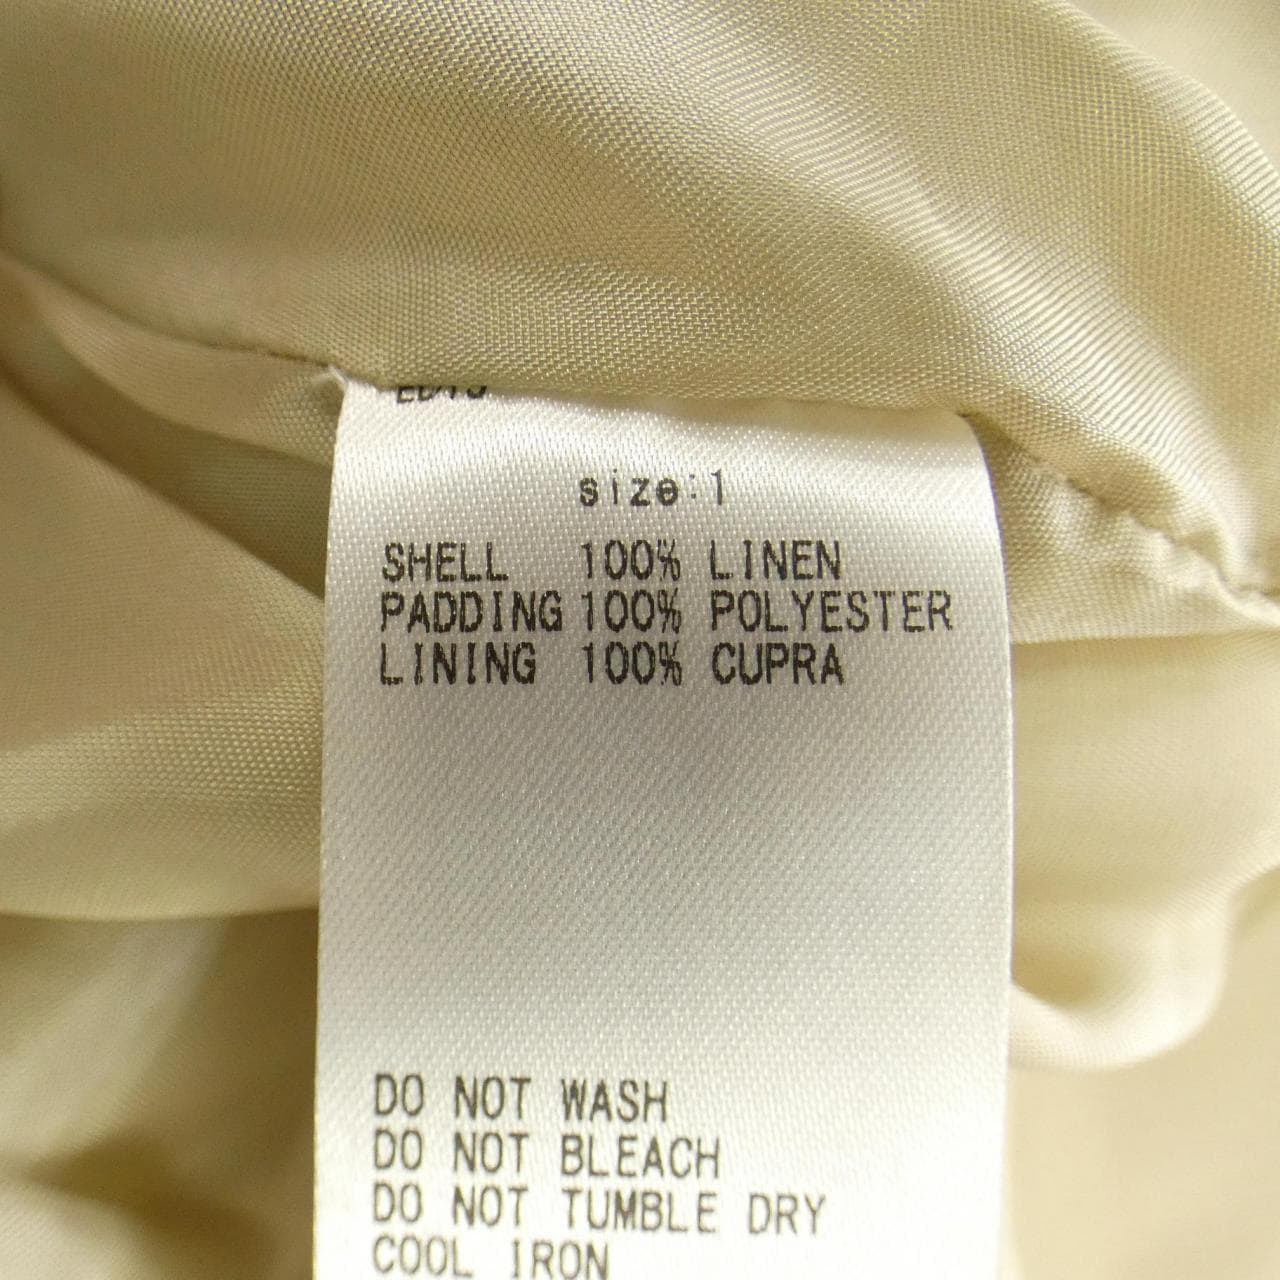 size:1
SHELL 100% LINEN
PADDING 100% POLYESTER
LINING 100% CUPRA
DO NOT WASH
DO NOT BLEACH
DO NOT TUMBLE DRY
COOL IRON